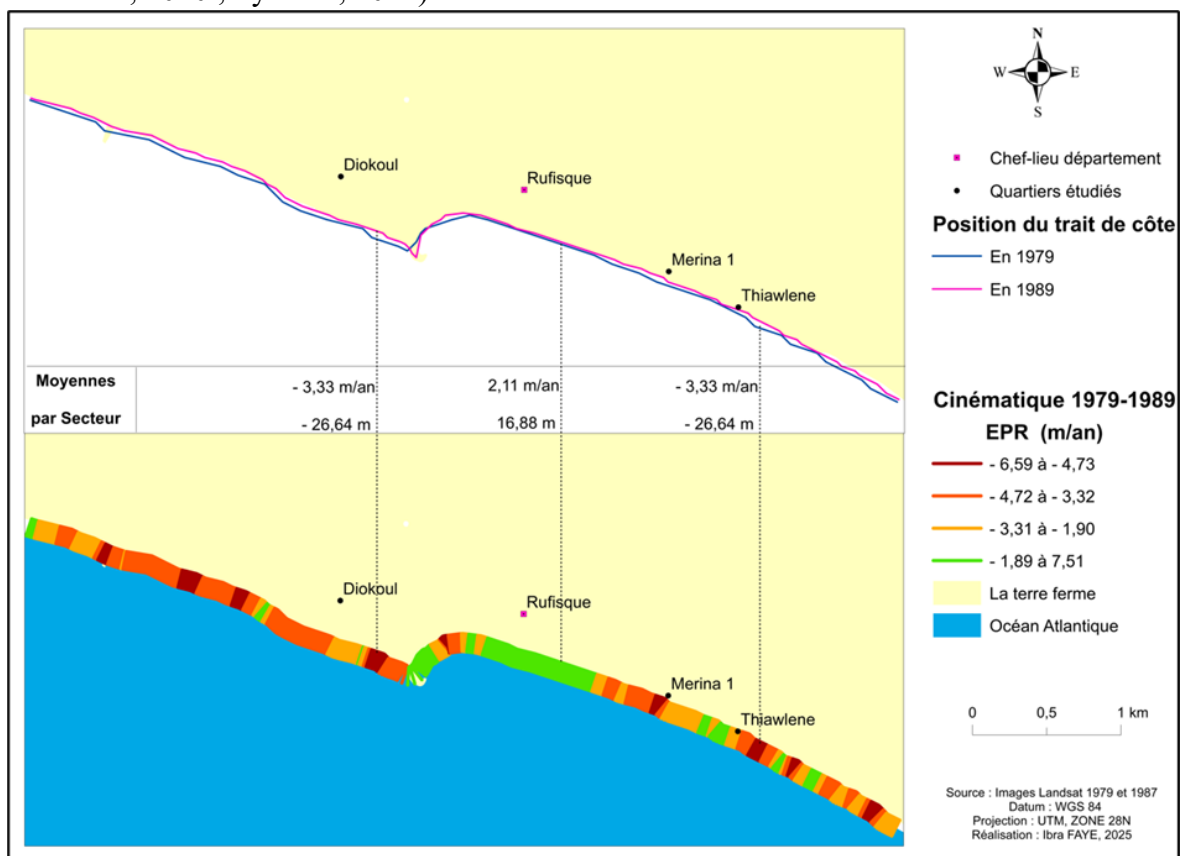 N
W
E
S
Chef-lieu département
Quartiers étudiés
Position du trait de côte
En 1979
En 1989
Diokoul
Rufisque
Merina 1
Thiawlene
Moyennes
par Secteur
- 3,33 m/an
2,11 m/an
- 3,33 m/an
- 26,64 m
16,88 m
- 26,64 m
Cinématique 1979-1989
EPR (m/an)
- 6,59 à - 4,73
- 4,72 à - 3,32
- 3,31 à - 1,90
- 1,89 à 7,51
La terre ferme
Océan Atlantique
Diokoul
Rufisque
Merina 1
Thiawlene
0 0,5 1 km
Source : Images Landsat 1979 et 1987
Datum : WGS 84
Projection : UTM, ZONE 28N
Réalisation : Ibra FAYE, 2025